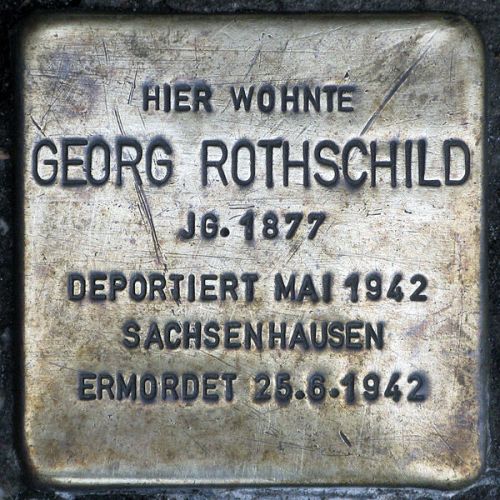 HIER WOHNTE
GEORG ROTHSCHILD
JG. 1877
DEPORTIERT MAI 1942
SACHSENHAUSEN
ERMORDET 25.6.1942